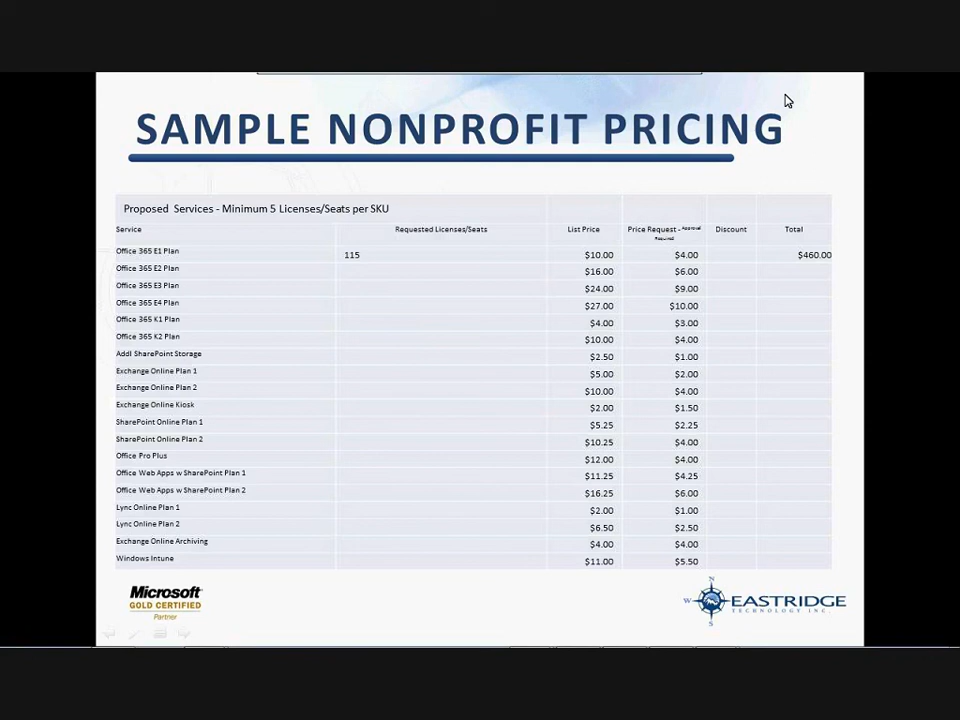 SAMPLE NONPROFIT PRICING
Proposed Services - Minimum 5 Licenses/Seats per SKU
Service Requested Licenses/Seats List Price Price Request - Approval Required Discount Total
Office 365 E1 Plan 115 $10.00 $4.00 $460.00
Office 365 E2 Plan $16.00 $6.00
Office 365 E3 Plan $24.00 $9.00
Office 365 E4 Plan $27.00 $10.00
Office 365 K1 Plan $4.00 $3.00
Office 365 K2 Plan $10.00 $4.00
Addl SharePoint Storage $2.50 $1.00
Exchange Online Plan 1 $5.00 $2.00
Exchange Online Plan 2 $10.00 $4.00
Exchange Online Kiosk $2.00 $1.50
SharePoint Online Plan 1 $5.25 $2.25
SharePoint Online Plan 2 $10.25 $4.00
Office Pro Plus $12.00 $4.00
Office Web Apps w SharePoint Plan 1 $11.25 $4.25
Office Web Apps w SharePoint Plan 2 $16.25 $6.00
Lync Online Plan 1 $2.00 $1.00
Lync Online Plan 2 $6.50 $2.50
Exchange Online Archiving $4.00 $4.00
Windows Intune $11.00 $5.50
Microsoft
GOLD CERTIFIED
Partner
N
W EASTRIDGE
TECHNOLOGY INC.
S